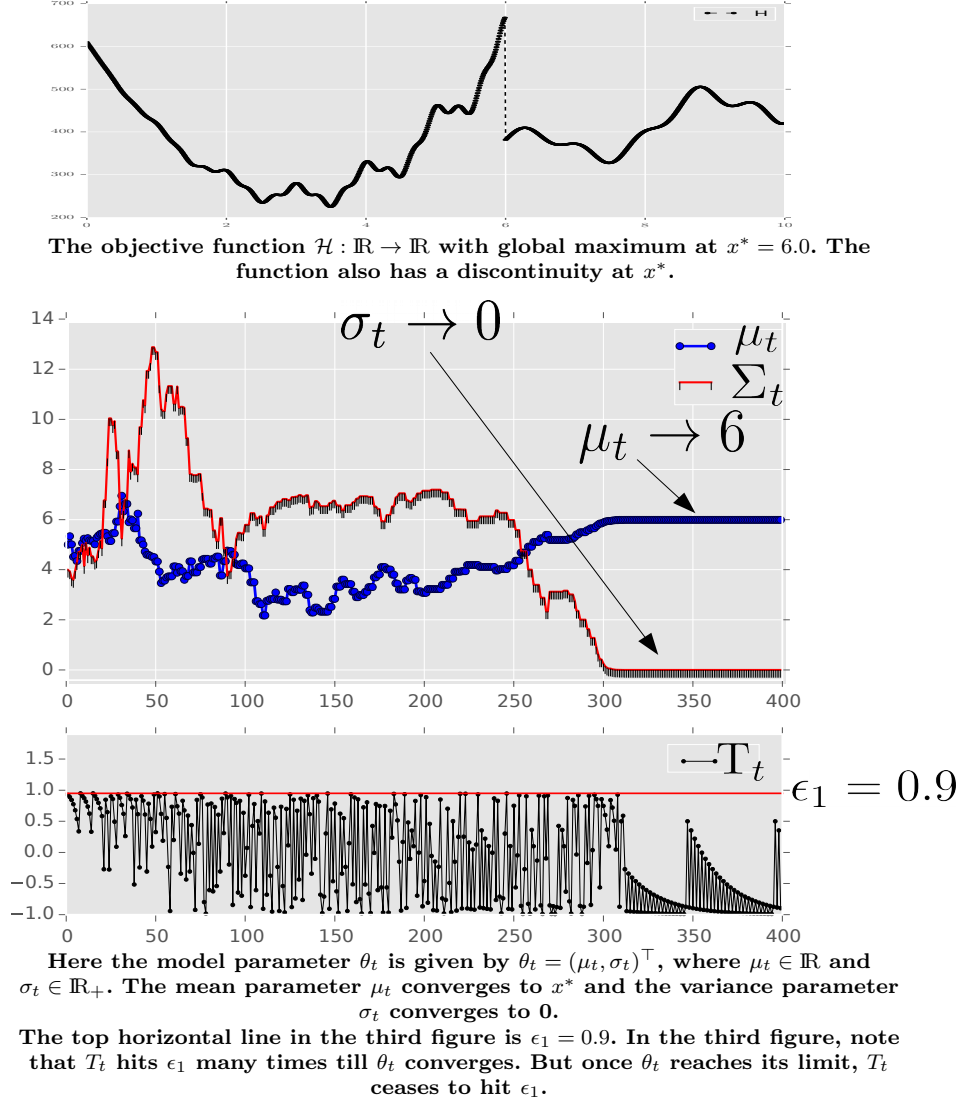 700
H
600
500
400
300
200
0 2 4 6 8 10
The objective function ℋ : ℝ → ℝ with global maximum at x* = 6.0. The
function also has a discontinuity at x*.
σ_t → 0
14
μ_t
12
Σ_t
10
μ_t → 6
8
6
4
2
0
0 50 100 150 200 250 300 350 400
1.5
T_t
1.0
ϵ₁ = 0.9
0.5
0.0
−0.5
−1.0
0 50 100 150 200 250 300 350 400
Here the model parameter θ_t is given by θ_t = (μ_t, σ_t)^⊤, where μ_t ∈ ℝ and
σ_t ∈ ℝ₊. The mean parameter μ_t converges to x* and the variance parameter
σ_t converges to 0.
The top horizontal line in the third figure is ϵ₁ = 0.9. In the third figure, note
that T_t hits ϵ₁ many times till θ_t converges. But once θ_t reaches its limit, T_t
ceases to hit ϵ₁.